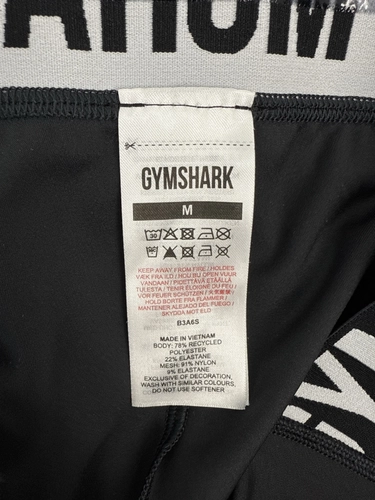 GYMSHARK
M
30
KEEP AWAY FROM FIRE / HOLDES
VÆK FRA ILD / HOU BIJ OPEN VUUR
VANDAAN / PIDETTÄVÄ ETÄÄLLÄ
TULESTA / TENIR ÉLOIGNÉ DU FEU /
VOR FEUER SCHÜTZEN /
HOLD BORTE FRA FLAMMER /
MANTENER ALEJADO DEL FUEGO /
SKYDDA MOT ELD
B3A6S
MADE IN VIETNAM
BODY: 78% RECYCLED
POLYESTER
22% ELASTANE
MESH: 91% NYLON
9% ELASTANE
EXCLUSIVE OF DECORATION.
WASH WITH SIMILAR COLOURS,
DO NOT USE SOFTENER